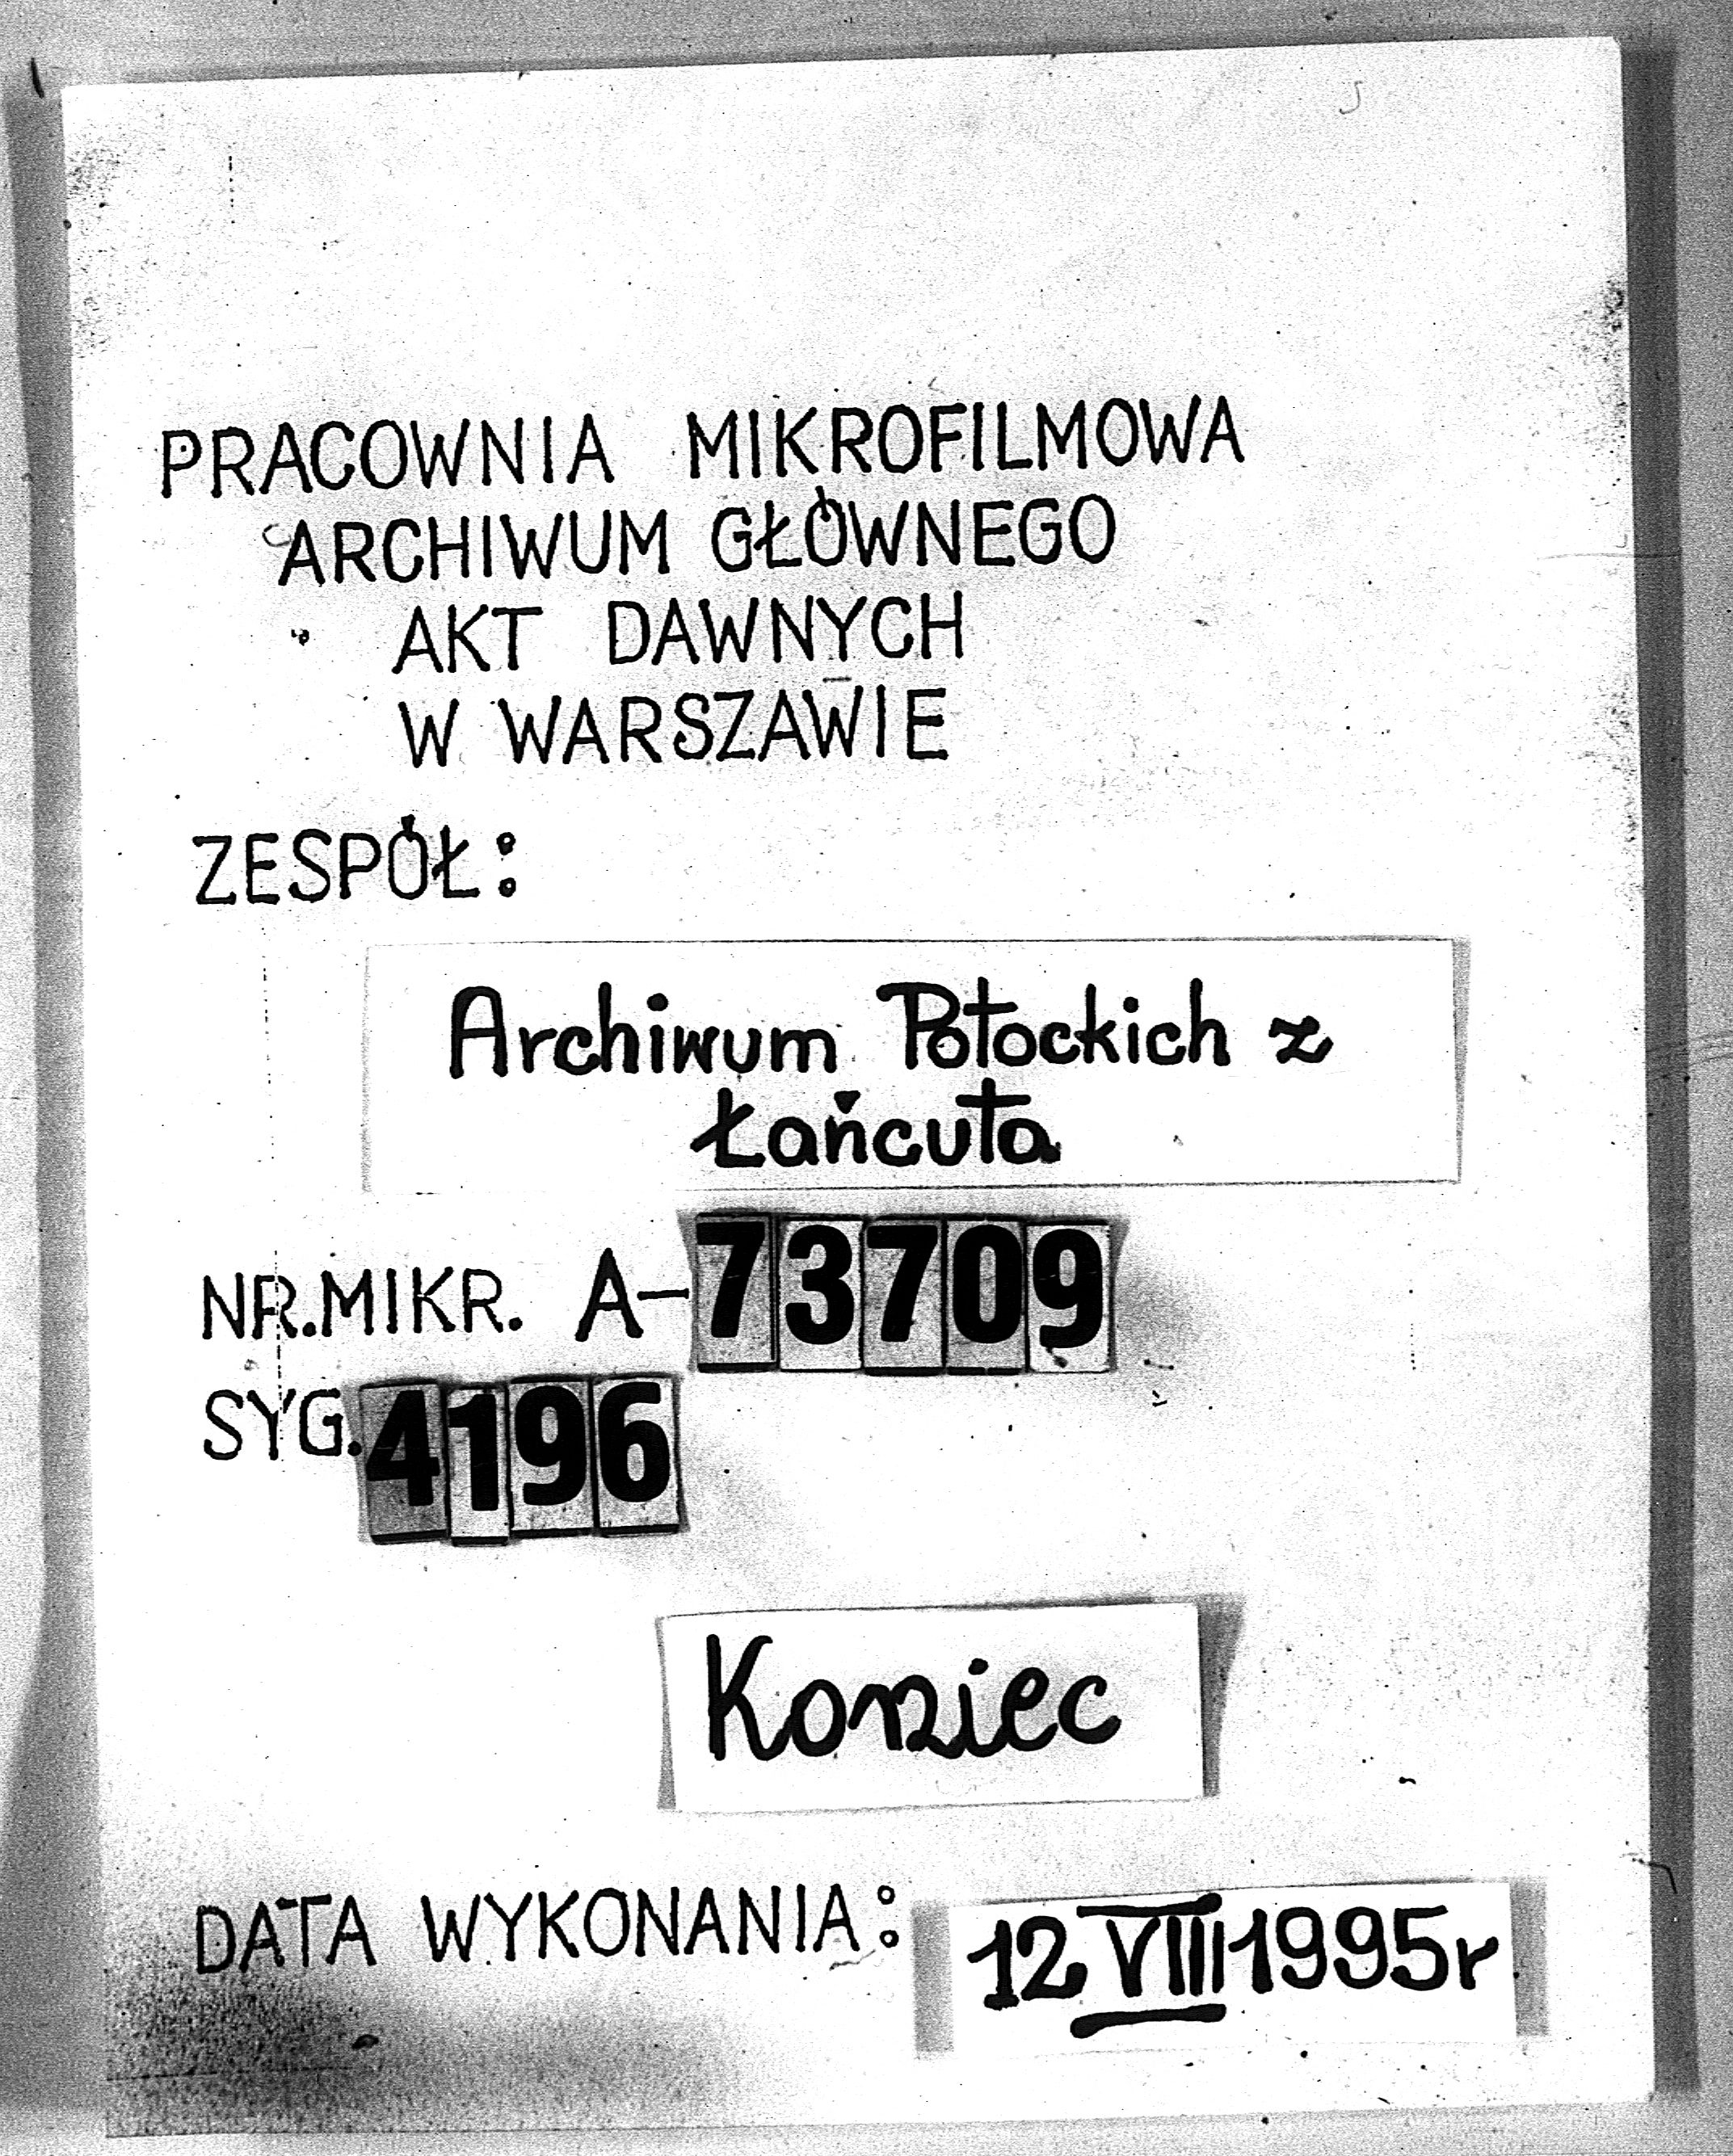 PRACOWNIA MIKROFILMOWA
ARCHIWUM GŁÓWNEGO
AKT DAWNYCH
W WARSZAWIE
ZESPÓŁ:
Archiwum Potockich z
Łańcuta
NR.MIKR. A-73709
SYG. 4196
Koniec
DATA WYKONANIA: 12 VIII 1995r